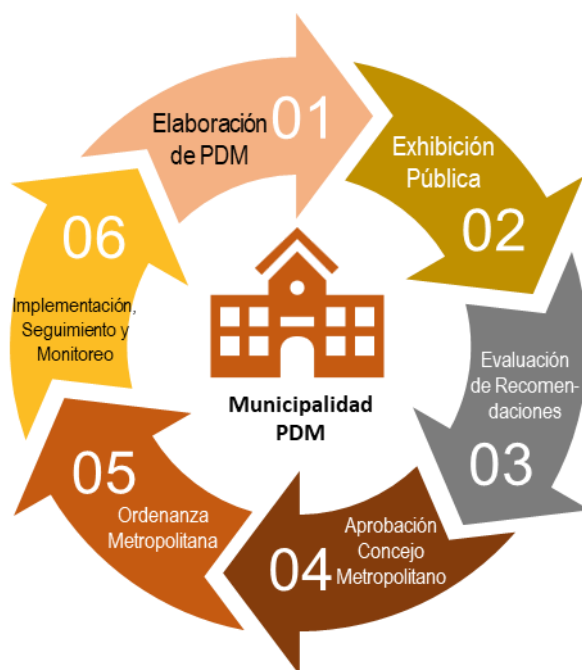 01
Elaboración
de PDM
Exhibición
Pública
02
Evaluación
de Recomen-
daciones
03
Aprobación
Concejo
Metropolitano
04
05
Ordenanza
Metropolitana
06
Implementación,
Seguimiento y
Monitoreo
Municipalidad
PDM